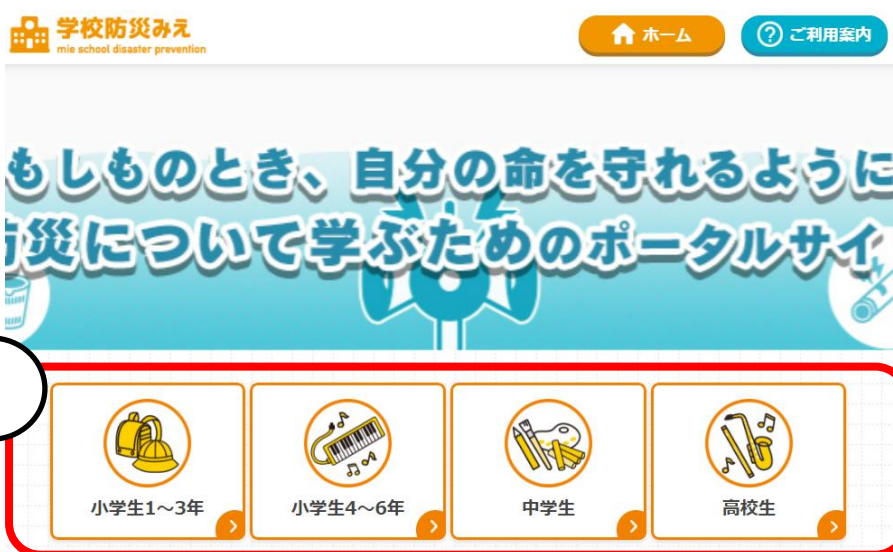 学校防災みえ
mie school disaster prevention
ホーム
? ご利用案内
もしものとき、自分の命を守れるように
災について学ぶためのポータルサイ
小学生1～3年
小学生4～6年
中学生
高校生